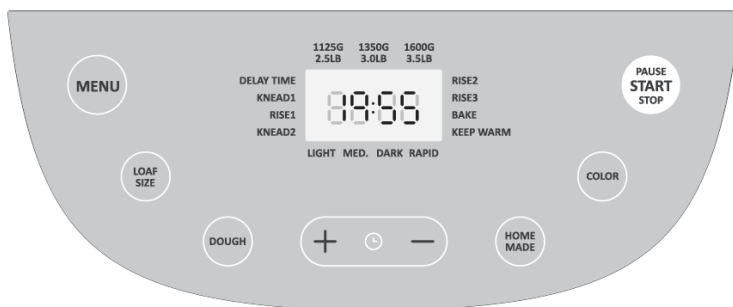 1125G 1350G 1600G
2.5LB 3.0LB 3.5LB
MENU
DELAY TIME
KNEAD1
RISE1
KNEAD2
19:55
RISE2
RISE3
BAKE
KEEP WARM
LIGHT MED. DARK RAPID
PAUSE
START
STOP
LOAF
SIZE
COLOR
DOUGH
+ −
HOME
MADE